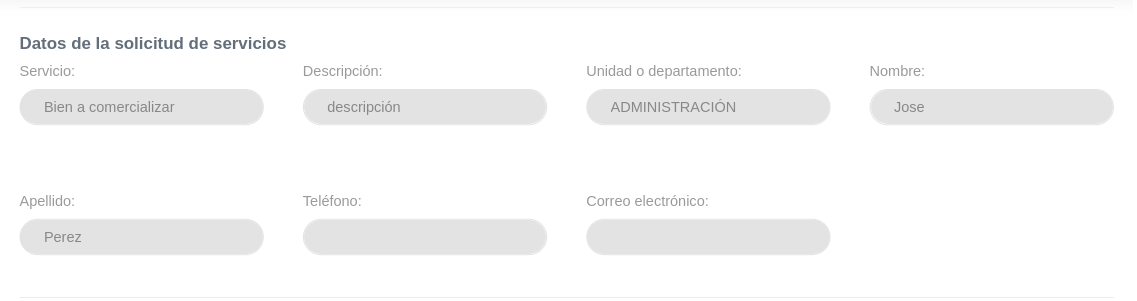 Datos de la solicitud de servicios
Servicio: Descripción: Unidad o departamento: Nombre:
Bien a comercializar descripción ADMINISTRACIÓN Jose
Apellido: Teléfono: Correo electrónico:
Perez